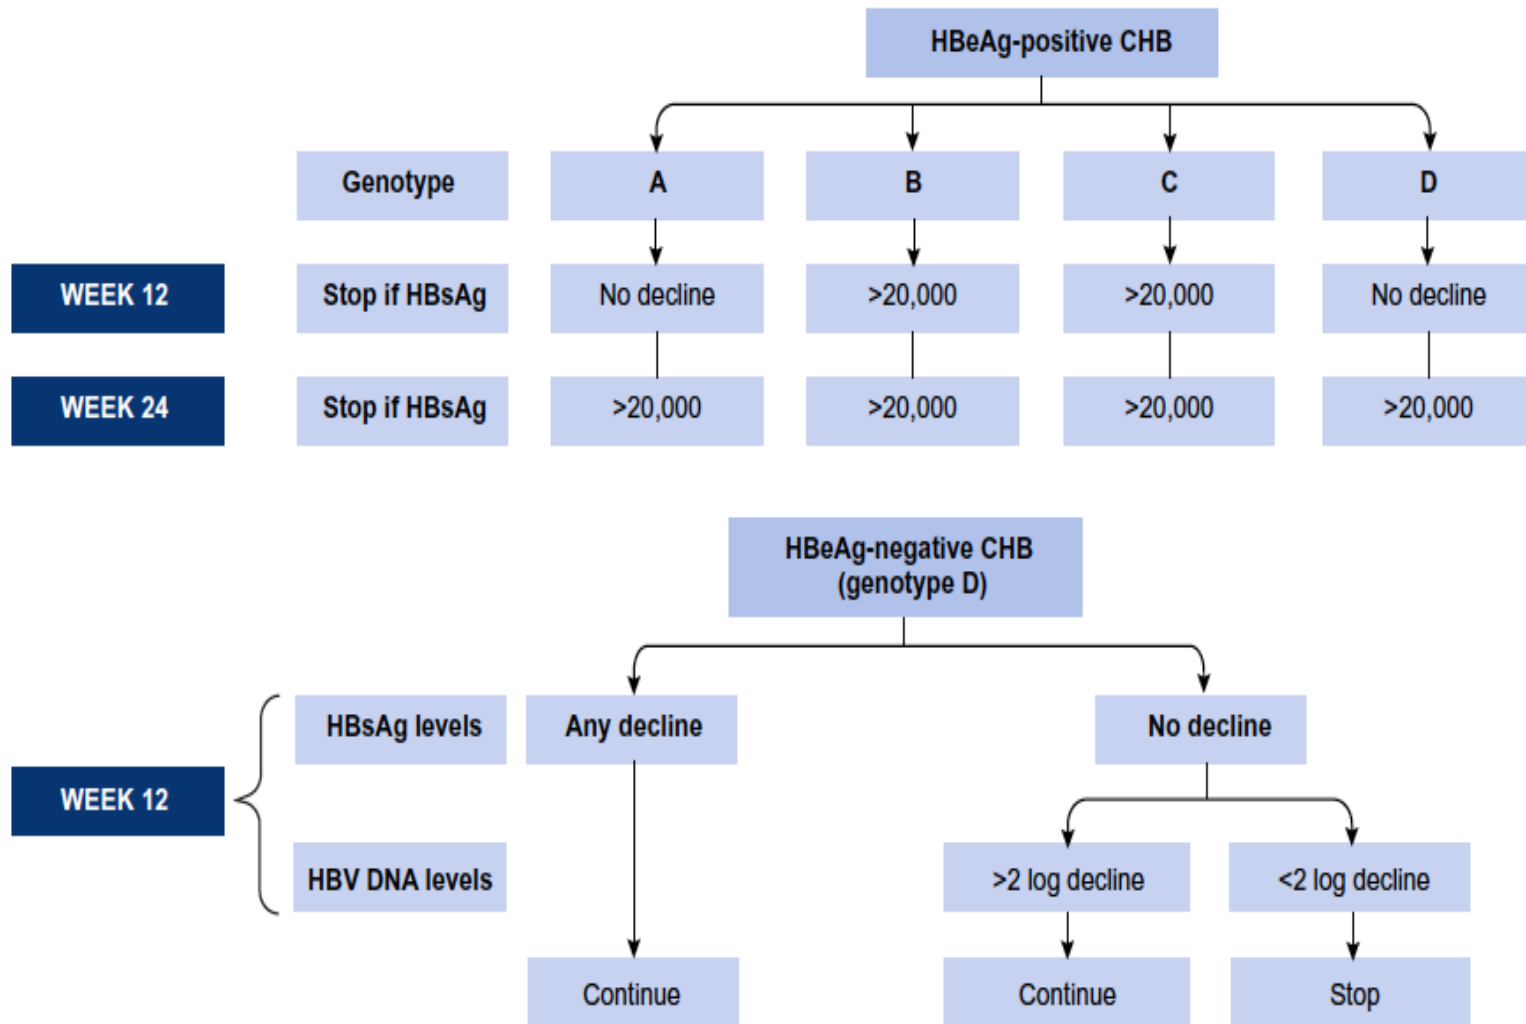 HBeAg-positive CHB
Genotype
A
B
C
D
WEEK 12
Stop if HBsAg
No decline
>20,000
>20,000
No decline
WEEK 24
Stop if HBsAg
>20,000
>20,000
>20,000
>20,000
HBeAg-negative CHB
(genotype D)
HBsAg levels
Any decline
No decline
WEEK 12
HBV DNA levels
>2 log decline
<2 log decline
Continue
Continue
Stop